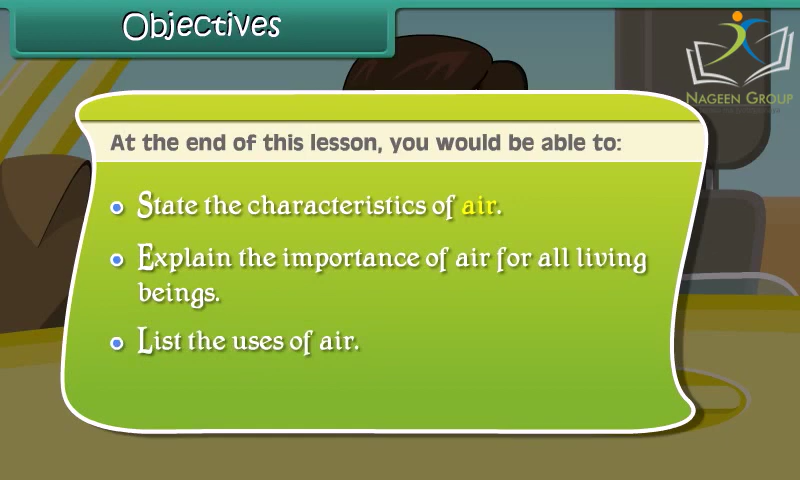 Objectives
NAGEEN GROUP
At the end of this lesson, you would be able to:
State the characteristics of air.
Explain the importance of air for all living
beings.
List the uses of air.